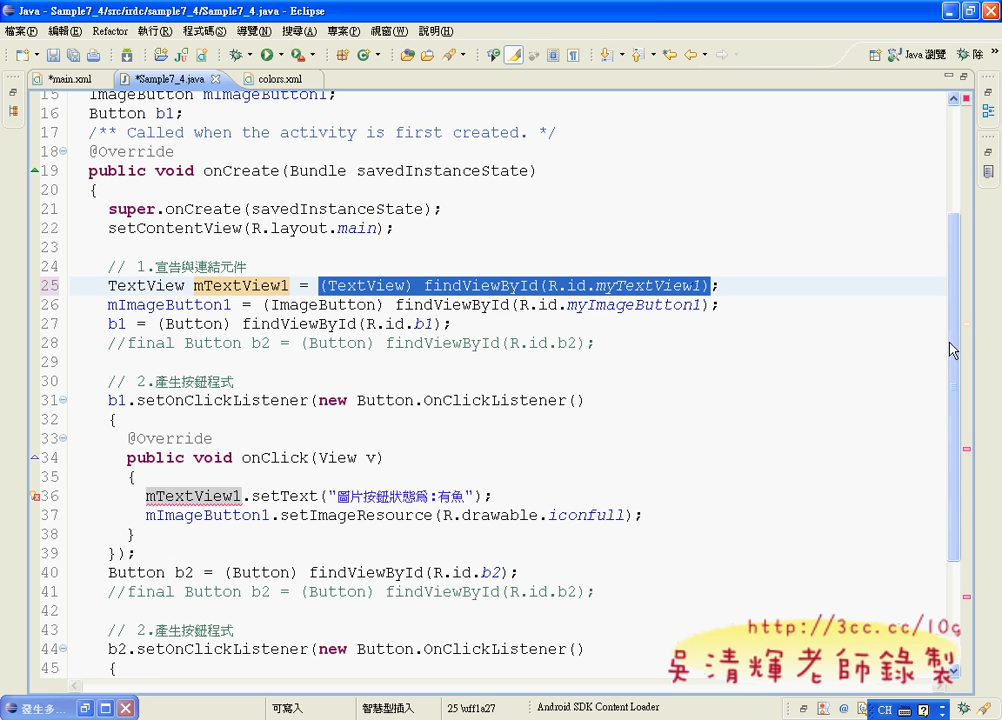 Java - Sample7_4/src/irdc/sample7_4/Sample7_4.java - Eclipse
檔案(F) 編輯(E) Refactor 執行(R) 程式碼(S) 導覽(N) 搜尋(A) 專案(P) 視窗(W) 說明(H)
Java 瀏覽 除 »
*main.xml *Sample7_4.java colors.xml
15 ImageButton mImageButton1;
16 Button b1;
17 /** Called when the activity is first created. */
18 @Override
19 public void onCreate(Bundle savedInstanceState)
20 {
21 super.onCreate(savedInstanceState);
22 setContentView(R.layout.main);
23
24 // 1.宣告與連結元件
25 TextView mTextView1 = (TextView) findViewById(R.id.myTextView1);
26 mImageButton1 = (ImageButton) findViewById(R.id.myImageButton1);
27 b1 = (Button) findViewById(R.id.b1);
28 //final Button b2 = (Button) findViewById(R.id.b2);
29
30 // 2.產生按鈕程式
31 b1.setOnClickListener(new Button.OnClickListener()
32 {
33 @Override
34 public void onClick(View v)
35 {
36 mTextView1.setText("圖片按鈕狀態為:有魚");
37 mImageButton1.setImageResource(R.drawable.iconfull);
38 }
39 });
40 Button b2 = (Button) findViewById(R.id.b2);
41 //final Button b2 = (Button) findViewById(R.id.b2);
42
43 // 2.產生按鈕程式
44 b2.setOnClickListener(new Button.OnClickListener()
45 {
http://3cc.cc/10g
吳清輝老師錄製
發生多... 可寫入 智慧型插入 25 \uff1a27 Android SDK Content Loader CH